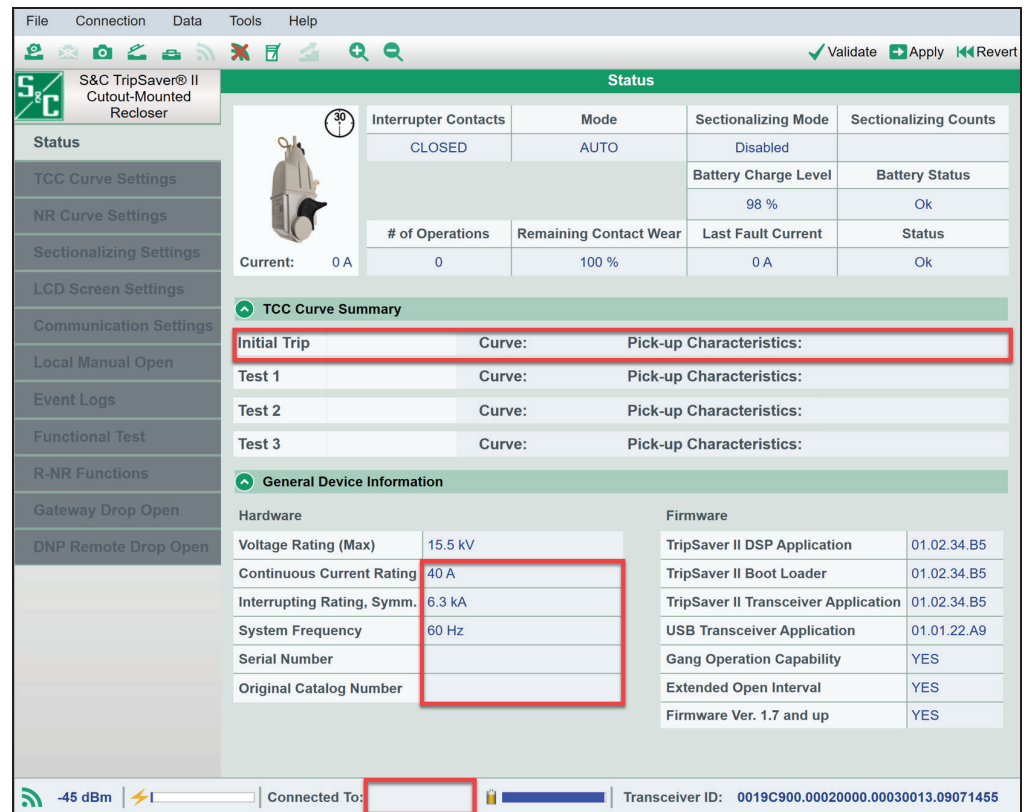 File Connection Data Tools Help
Validate Apply Revert
S&C
S&C TripSaver® II
Cutout-Mounted
Recloser
Status
TCC Curve Settings
NR Curve Settings
Sectionalizing Settings
LCD Screen Settings
Communication Settings
Local Manual Open
Event Logs
Functional Test
R-NR Functions
Gateway Drop Open
DNP Remote Drop Open
Status
30
Interrupter Contacts Mode Sectionalizing Mode Sectionalizing Counts
CLOSED AUTO Disabled
Battery Charge Level Battery Status
98 % Ok
# of Operations Remaining Contact Wear Last Fault Current Status
Current: 0 A 0 100 % 0 A Ok
TCC Curve Summary
Initial Trip Curve: Pick-up Characteristics:
Test 1 Curve: Pick-up Characteristics:
Test 2 Curve: Pick-up Characteristics:
Test 3 Curve: Pick-up Characteristics:
General Device Information
Hardware
Voltage Rating (Max) 15.5 kV
Continuous Current Rating 40 A
Interrupting Rating, Symm. 6.3 kA
System Frequency 60 Hz
Serial Number
Original Catalog Number
Firmware
TripSaver II DSP Application 01.02.34.B5
TripSaver II Boot Loader 01.02.34.B5
TripSaver II Transceiver Application 01.02.34.B5
USB Transceiver Application 01.01.22.A9
Gang Operation Capability YES
Extended Open Interval YES
Firmware Ver. 1.7 and up YES
-45 dBm Connected To: Transceiver ID: 0019C900.00020000.00030013.09071455